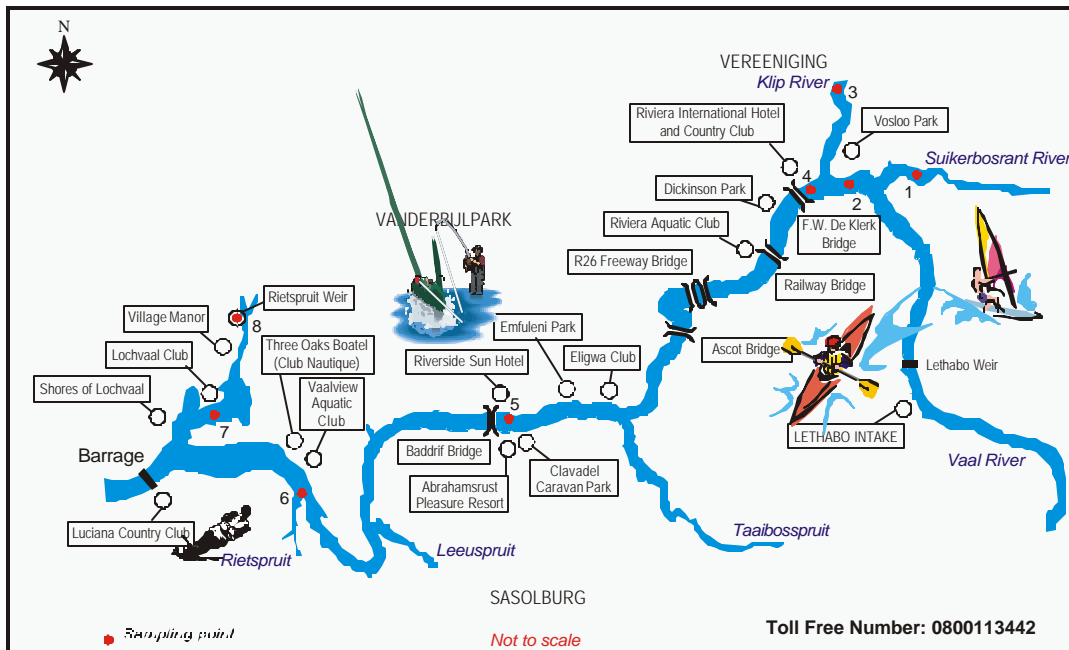 N
VEREENIGING
Klip River
3
Riviera International Hotel
and Country Club
Vosloo Park
Suikerbosrant River
4
2
1
Dickinson Park
F.W. De Klerk
Bridge
VANDERBIJLPARK
Riviera Aquatic Club
R26 Freeway Bridge
Railway Bridge
Rietspruit Weir
8
Village Manor
Three Oaks Boatel
(Club Nautique)
Emfuleni Park
Ascot Bridge
Lethabo Weir
Lochvaal Club
Riverside Sun Hotel
Eligwa Club
Shores of Lochvaal
Vaalview
Aquatic
Club
5
7
LETHABO INTAKE
Barrage
Baddrif Bridge
Clavadel
Caravan Park
Vaal River
Abrahamsrust
Pleasure Resort
6
Luciana Country Club
Rietspruit
Leeuspruit
Taaibosspruit
SASOLBURG
point
Not to scale
Toll Free Number: 0800113442